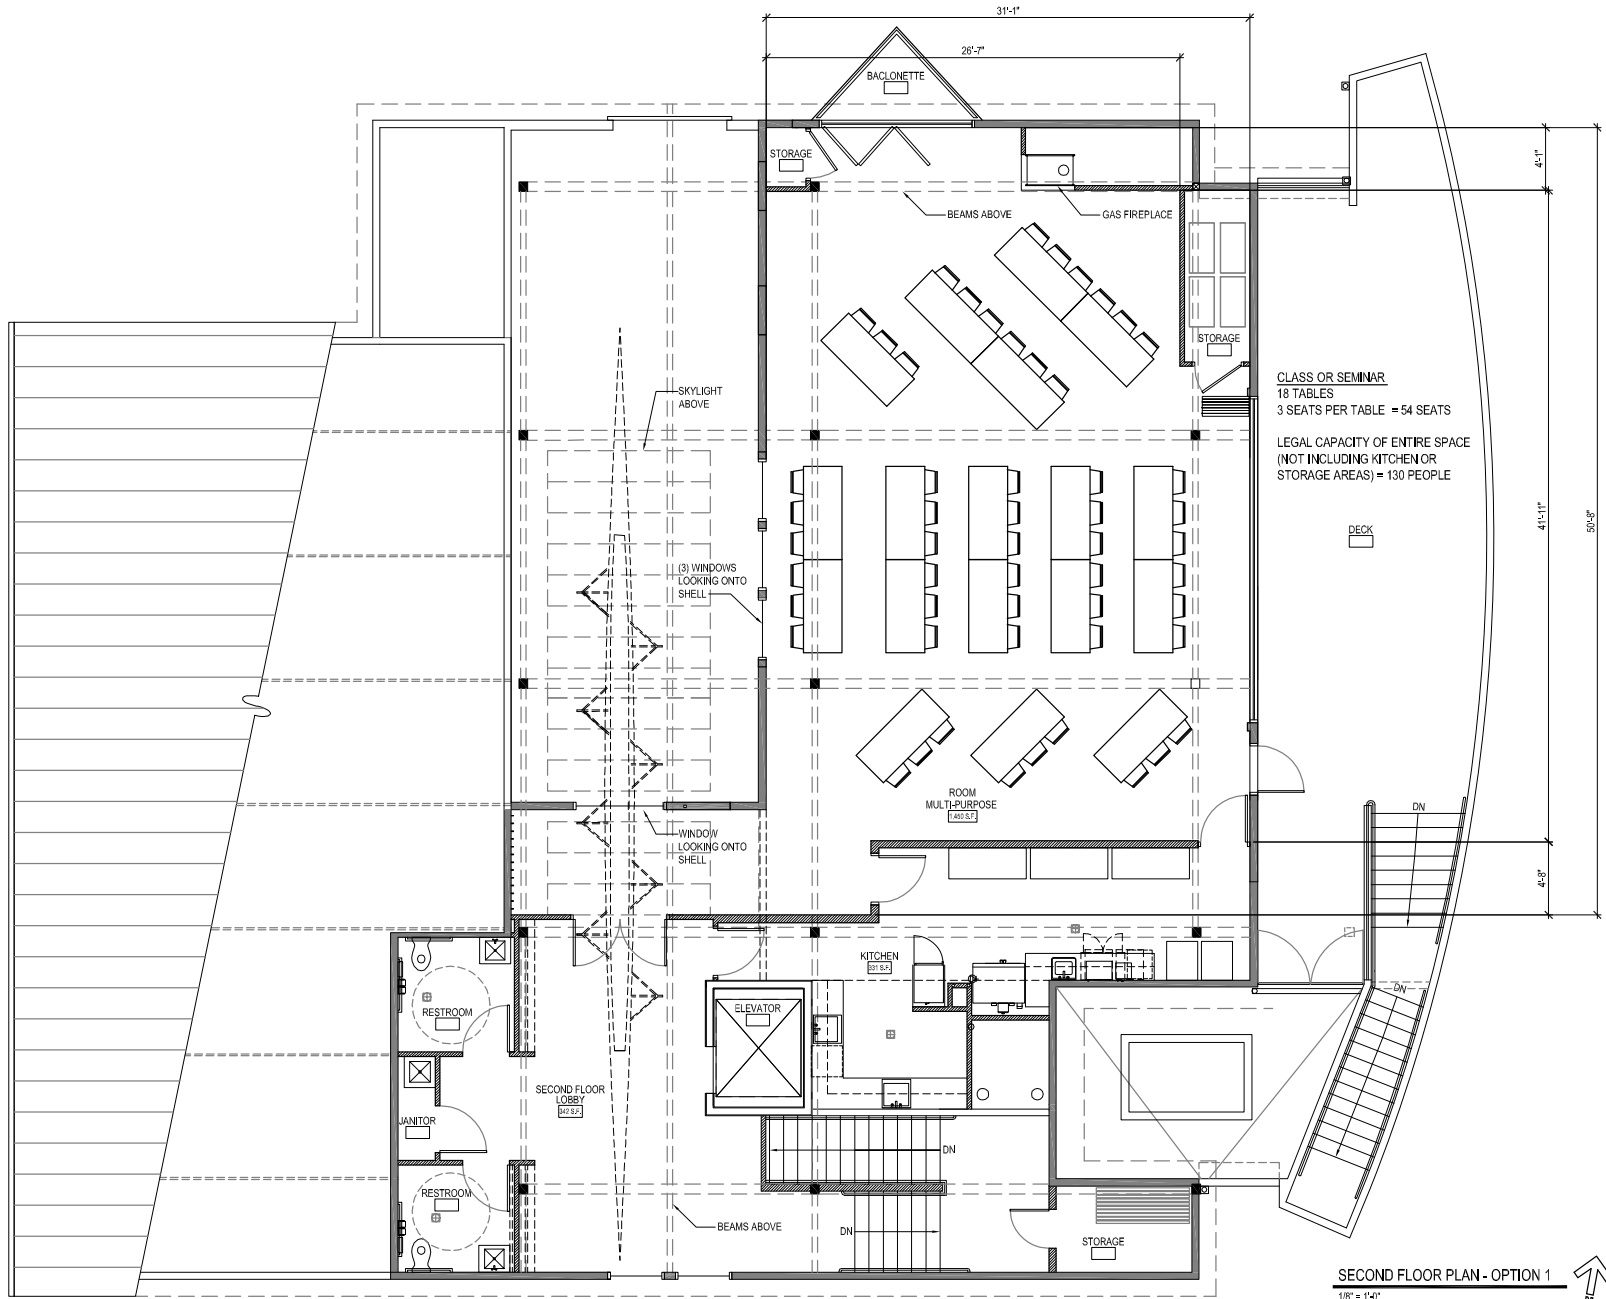 31'-1"
26'-7"
BACLONETTE
STORAGE
4'-1"
BEAMS ABOVE
GAS FIREPLACE
STORAGE
SKYLIGHT
ABOVE
CLASS OR SEMINAR
18 TABLES
3 SEATS PER TABLE = 54 SEATS
LEGAL CAPACITY OF ENTIRE SPACE
(NOT INCLUDING KITCHEN OR
STORAGE AREAS) = 130 PEOPLE
41'-11"
50'-8"
DECK
(3) WINDOWS
LOOKING ONTO
SHELL
ROOM
MULTI-PURPOSE
1,450 S.F.
DN
WINDOW
LOOKING ONTO
SHELL
4'-8"
KITCHEN
331 S.F.
DN
RESTROOM
ELEVATOR
SECOND FLOOR
LOBBY
342 S.F.
JANITOR
DN
RESTROOM
BEAMS ABOVE
DN
STORAGE
SECOND FLOOR PLAN - OPTION 1
1/8" = 1'-0"